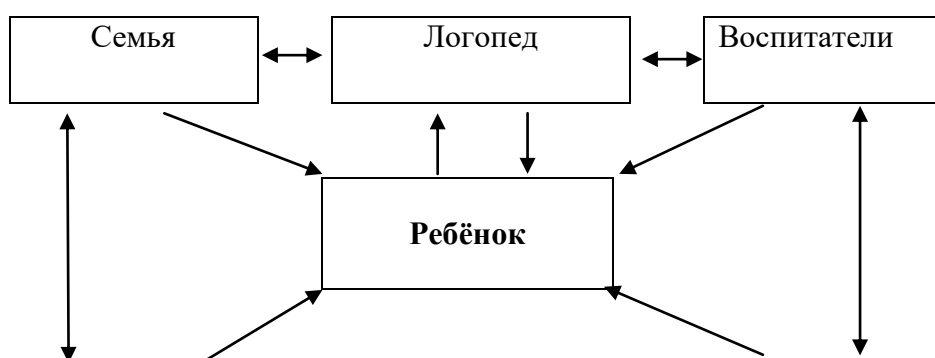 Семья
Логопед
Воспитатели
Ребёнок